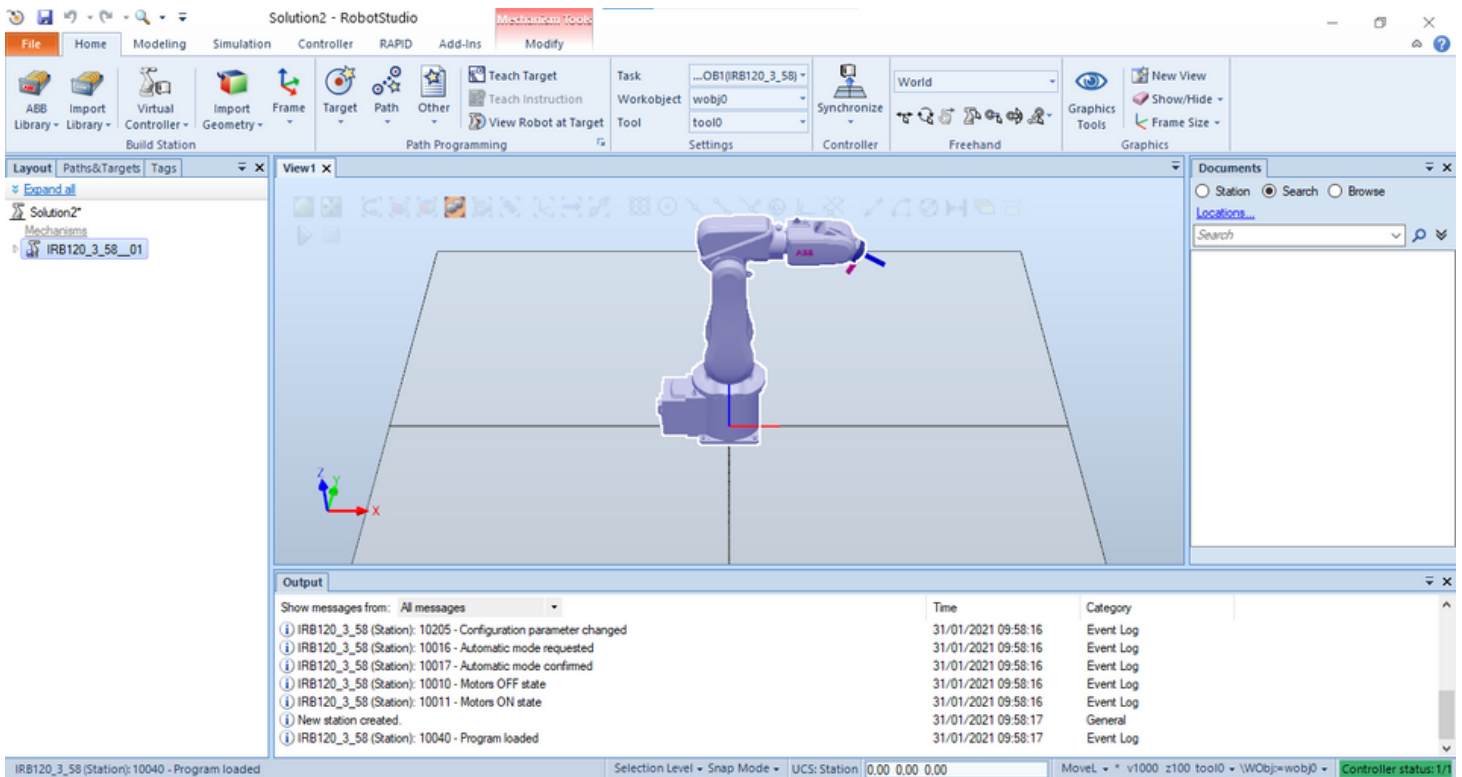 Solution2 - RobotStudio
Mechanism Tools
File Home Modeling Simulation Controller RAPID Add-Ins Modify
ABB Library
Import Library
Virtual Controller
Import Geometry
Build Station
Frame
Target
Path
Other
Teach Target
Teach Instruction
View Robot at Target
Path Programming
Task ...OB1(IRB120_3_58)
Workobject wobj0
Tool tool0
Settings
Synchronize
Controller
World
Freehand
Graphics Tools
New View
Show/Hide
Frame Size
Graphics
Layout Paths&Targets Tags
Expand all
Solution2*
Mechanisms
IRB120_3_58__01
View1
ABB
Z
Y
X
Documents
Station Search Browse
Locations...
Search
Output
Show messages from: All messages Time Category
IRB120_3_58 (Station): 10205 - Configuration parameter changed 31/01/2021 09:58:16 Event Log
IRB120_3_58 (Station): 10016 - Automatic mode requested 31/01/2021 09:58:16 Event Log
IRB120_3_58 (Station): 10017 - Automatic mode confirmed 31/01/2021 09:58:16 Event Log
IRB120_3_58 (Station): 10010 - Motors OFF state 31/01/2021 09:58:16 Event Log
IRB120_3_58 (Station): 10011 - Motors ON state 31/01/2021 09:58:16 Event Log
New station created. 31/01/2021 09:58:17 General
IRB120_3_58 (Station): 10040 - Program loaded 31/01/2021 09:58:17 Event Log
IRB120_3_58 (Station): 10040 - Program loaded Selection Level Snap Mode UCS: Station 0.00 0.00 0.00 MoveL * v1000 z100 tool0 \WObj:=wobj0 Controller status: 1/1